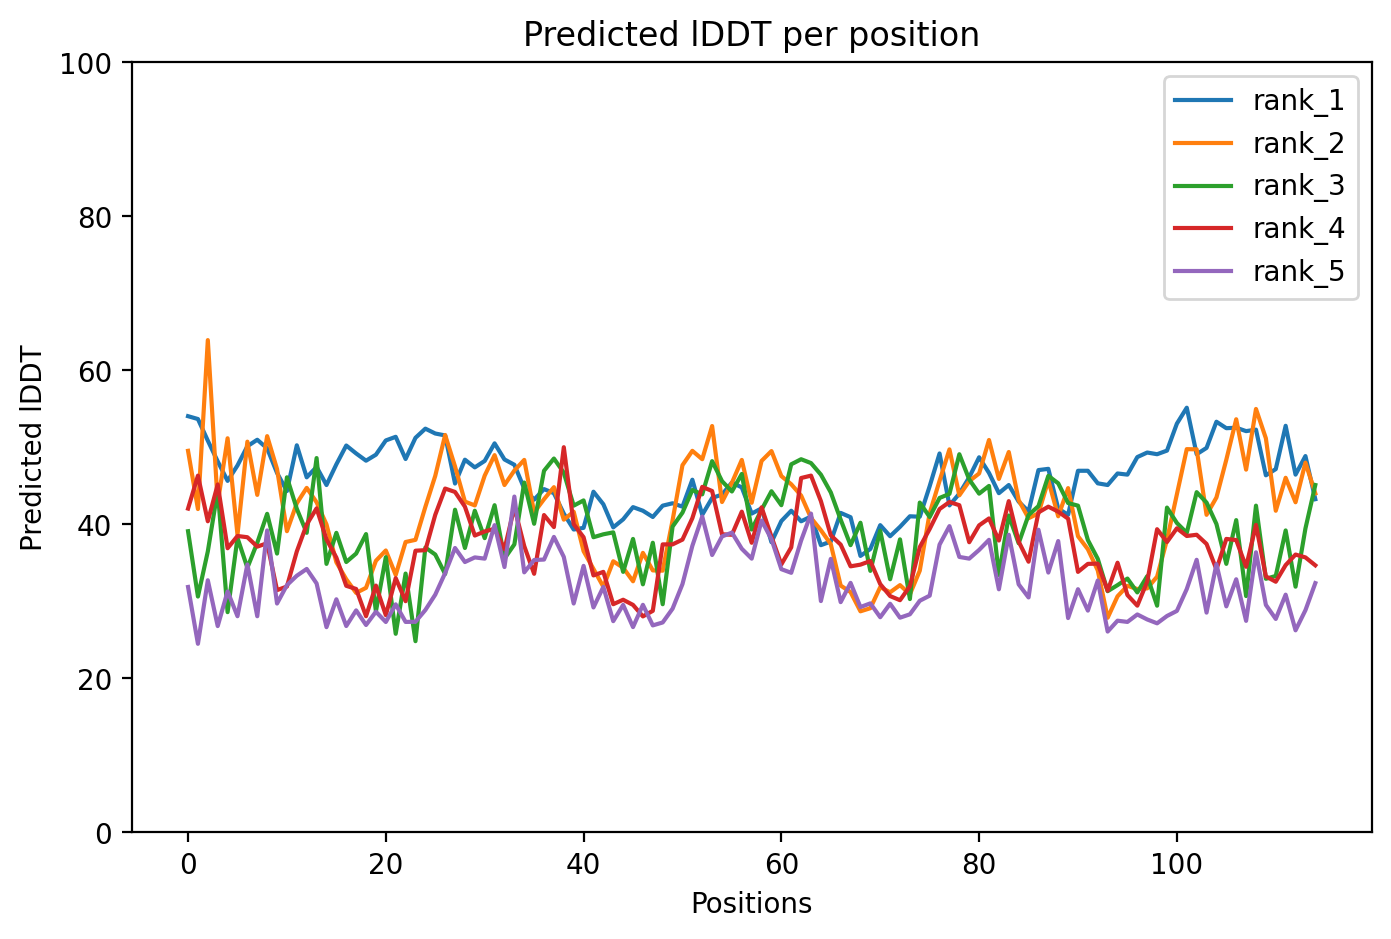 Predicted lDDT per position
100
80
60
40
20
0
Predicted lDDT
0 20 40 60 80 100
Positions
rank_1
rank_2
rank_3
rank_4
rank_5